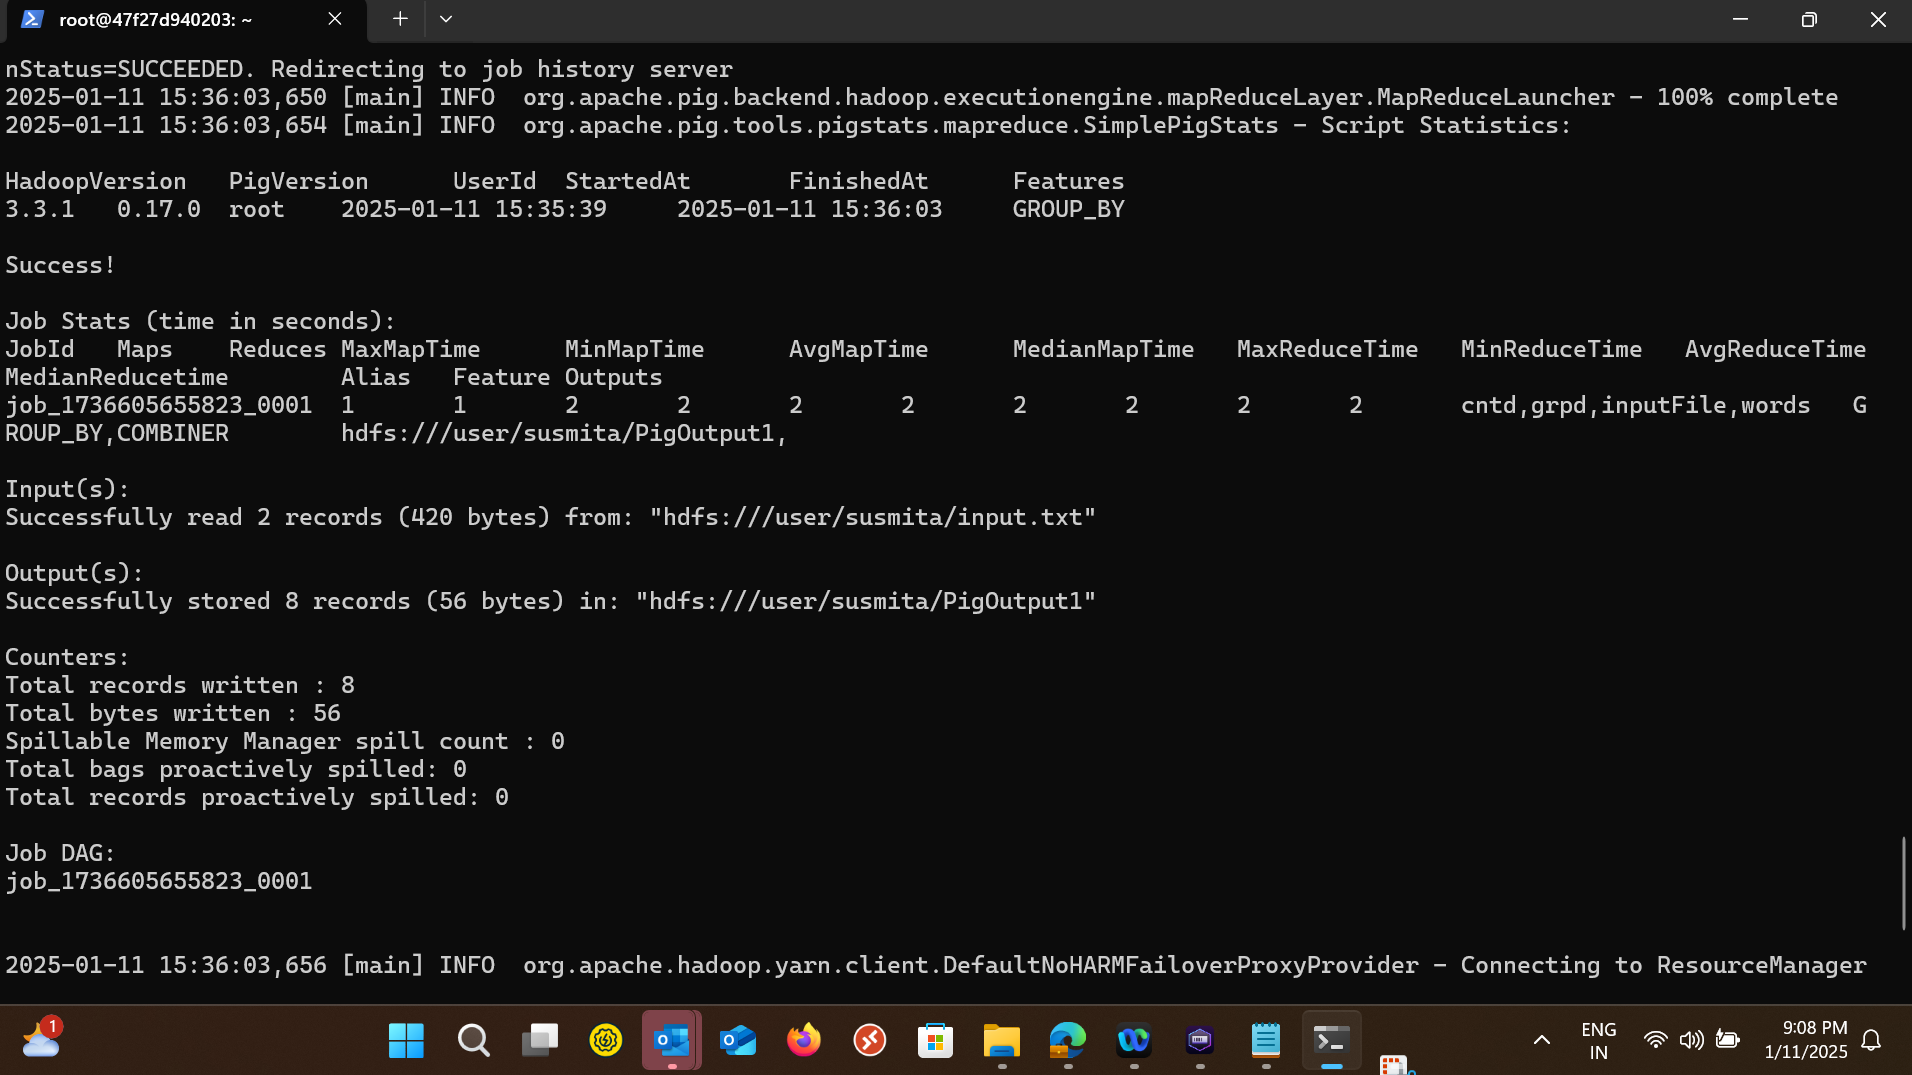 root@47f27d940203: ~
nStatus=SUCCEEDED. Redirecting to job history server
2025-01-11 15:36:03,650 [main] INFO  org.apache.pig.backend.hadoop.executionengine.mapReduceLayer.MapReduceLauncher - 100% complete
2025-01-11 15:36:03,654 [main] INFO  org.apache.pig.tools.pigstats.mapreduce.SimplePigStats - Script Statistics:
HadoopVersion   PigVersion      UserId  StartedAt       FinishedAt      Features
3.3.1   0.17.0  root    2025-01-11 15:35:39     2025-01-11 15:36:03     GROUP_BY
Success!
Job Stats (time in seconds):
JobId   Maps    Reduces MaxMapTime      MinMapTime      AvgMapTime      MedianMapTime   MaxReduceTime   MinReduceTime   AvgReduceTime
MedianReducetime        Alias   Feature Outputs
job_1736605655823_0001  1       1       2       2       2       2       2       2       2       2       cntd,grpd,inputFile,words   G
ROUP_BY,COMBINER        hdfs:///user/susmita/PigOutput1,
Input(s):
Successfully read 2 records (420 bytes) from: "hdfs:///user/susmita/input.txt"
Output(s):
Successfully stored 8 records (56 bytes) in: "hdfs:///user/susmita/PigOutput1"
Counters:
Total records written : 8
Total bytes written : 56
Spillable Memory Manager spill count : 0
Total bags proactively spilled: 0
Total records proactively spilled: 0
Job DAG:
job_1736605655823_0001
2025-01-11 15:36:03,656 [main] INFO  org.apache.hadoop.yarn.client.DefaultNoHARMFailoverProxyProvider - Connecting to ResourceManager
1
ENG
IN
9:08 PM
1/11/2025